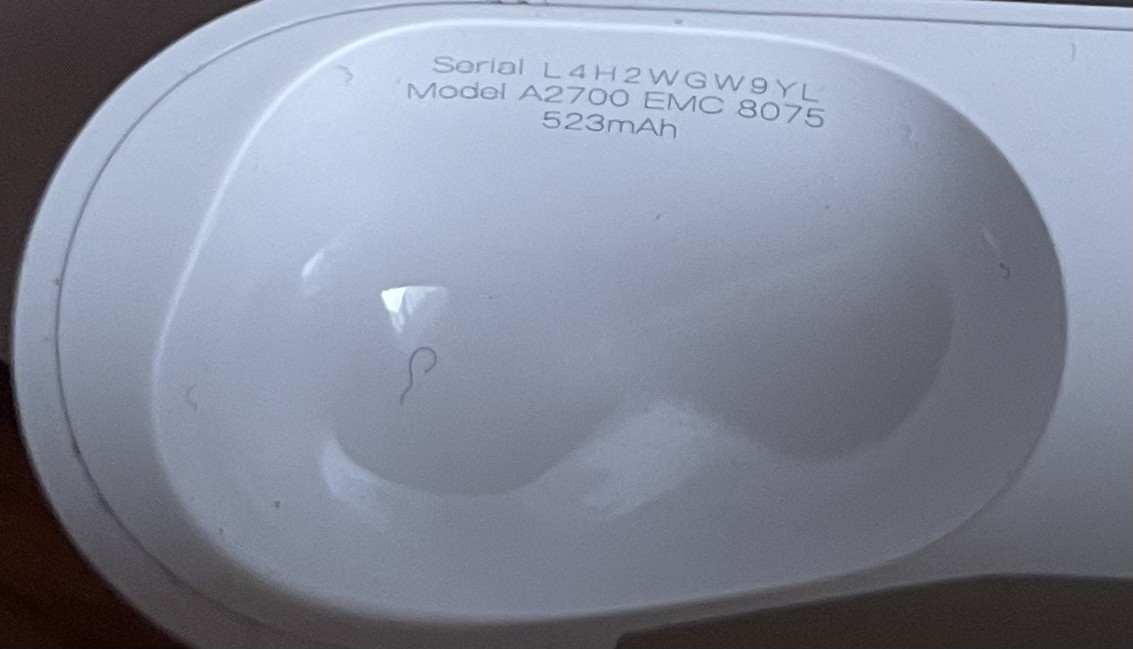 Serial L4H2WGW9YL
Model A2700 EMC 8075
523mAh